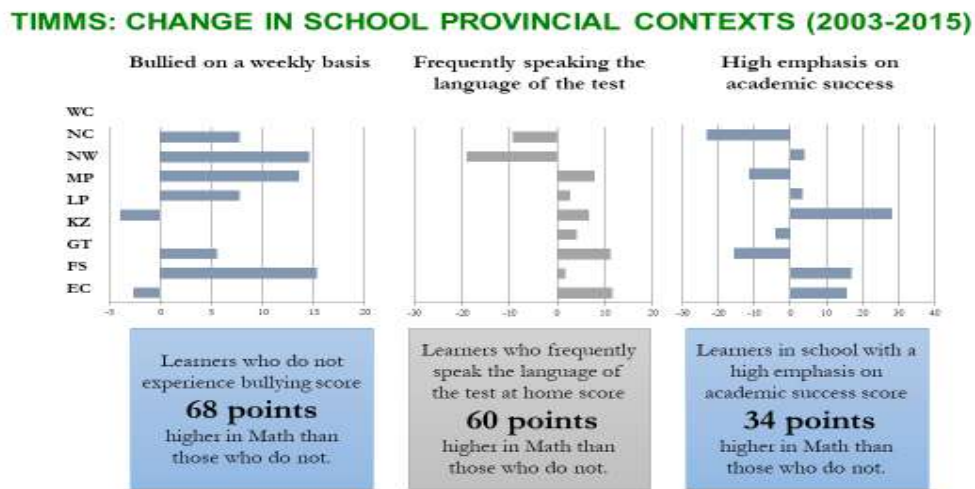 TIMMS: CHANGE IN SCHOOL PROVINCIAL CONTEXTS (2003-2015)
Bullied on a weekly basis
Frequently speaking the
language of the test
High emphasis on
academic success
WC
NC
NW
MP
LP
KZ
GT
FS
EC
-5 0 5 10 15 20
-30 -20 -10 0 10 20
-30 -20 -10 0 10 20 30 40
Learners who do not
experience bullying score
68 points
higher in Math than
those who do not.
Learners who frequently
speak the language of
the test at home score
60 points
higher in Math than
those who do not.
Learners in school with a
high emphasis on
academic success score
34 points
higher in Math than
those who do not.